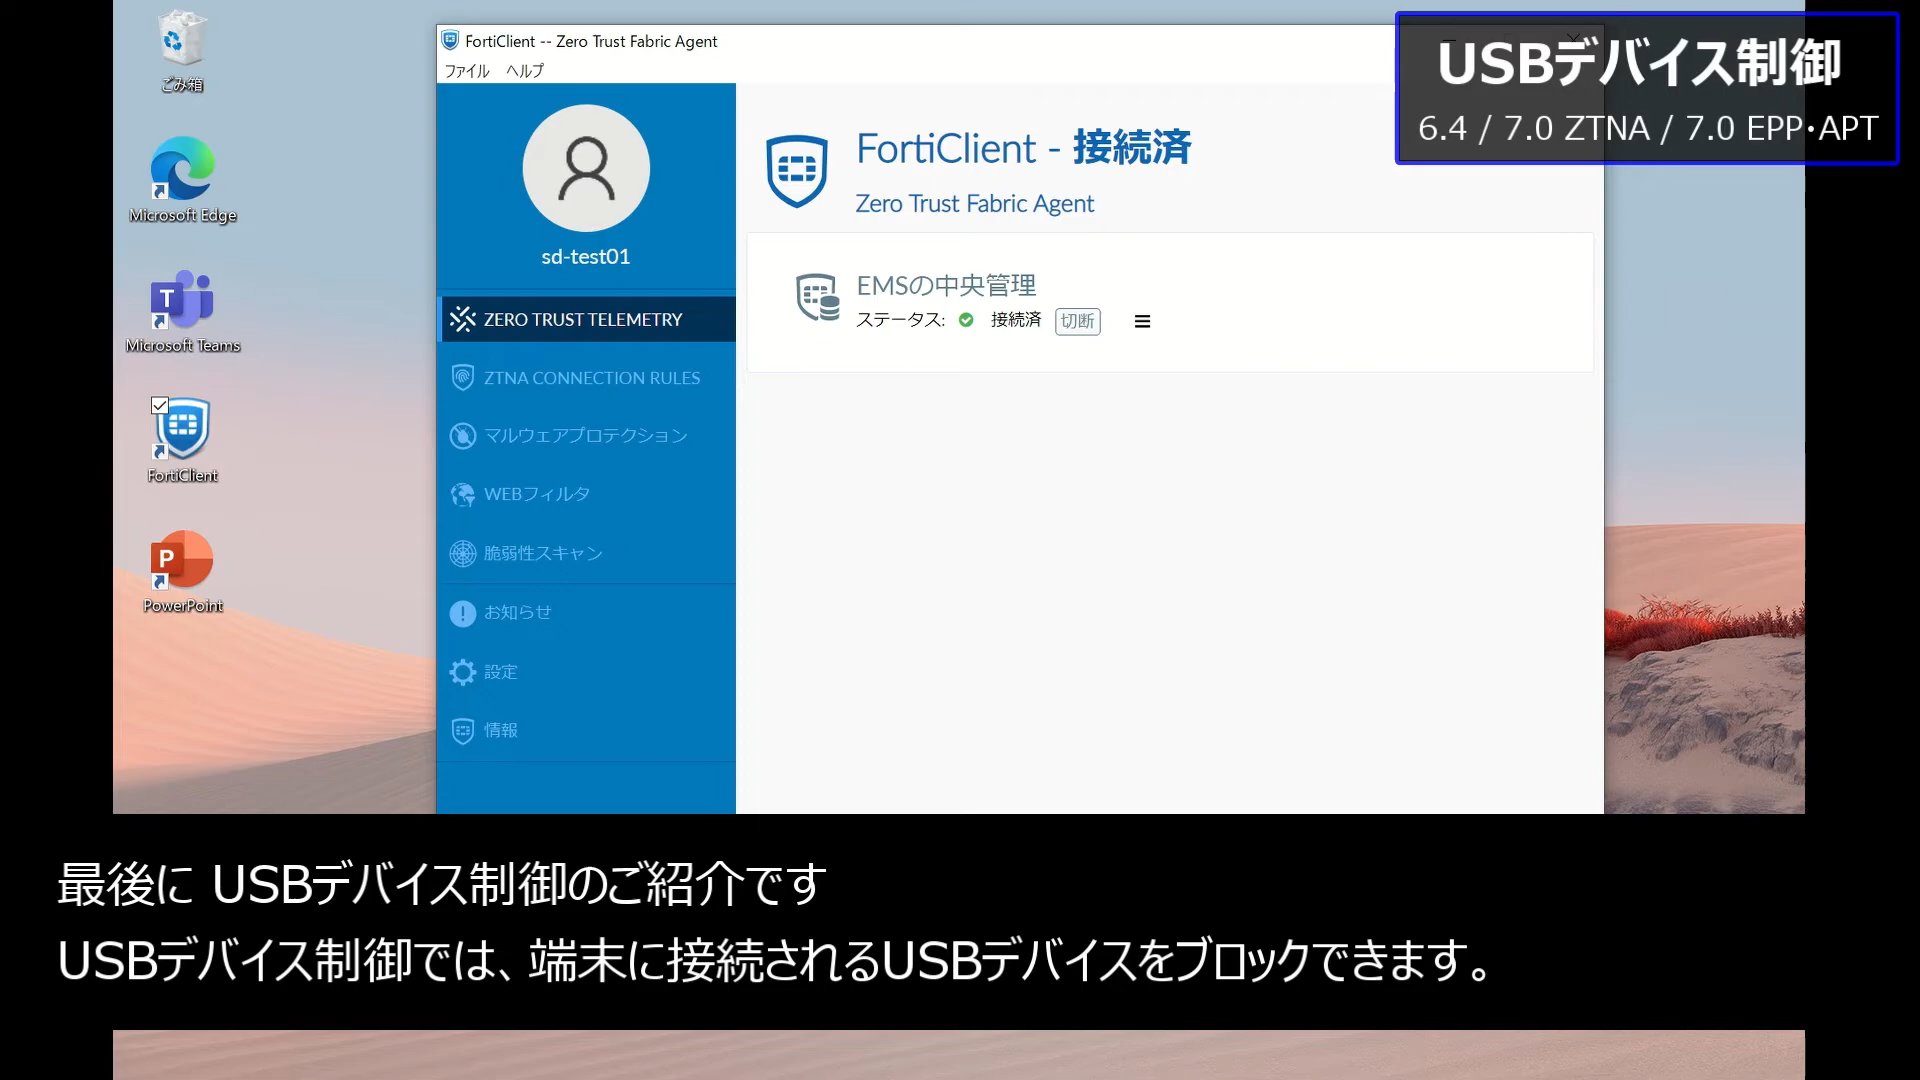 ごみ箱
Microsoft Edge
Microsoft Teams
FortiClient
PowerPoint
FortiClient -- Zero Trust Fabric Agent
ファイル ヘルプ
sd-test01
ZERO TRUST TELEMETRY
ZTNA CONNECTION RULES
マルウェアプロテクション
WEBフィルタ
脆弱性スキャン
お知らせ
設定
情報
FortiClient - 接続済
Zero Trust Fabric Agent
EMSの中央管理
ステータス: 接続済 切断
USBデバイス制御
6.4 / 7.0 ZTNA / 7.0 EPP・APT
最後に USBデバイス制御のご紹介です
USBデバイス制御では、端末に接続されるUSBデバイスをブロックできます。